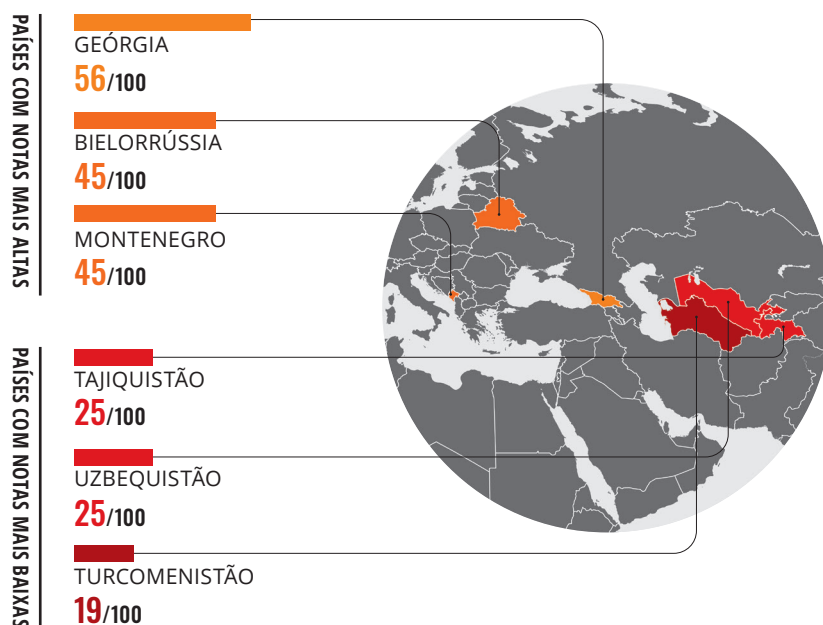 PAÍSES COM NOTAS MAIS ALTAS
GEÓRGIA
56/100
BIELORRÚSSIA
45/100
MONTENEGRO
45/100
PAÍSES COM NOTAS MAIS BAIXAS
TAJIQUISTÃO
25/100
UZBEQUISTÃO
25/100
TURCOMENISTÃO
19/100